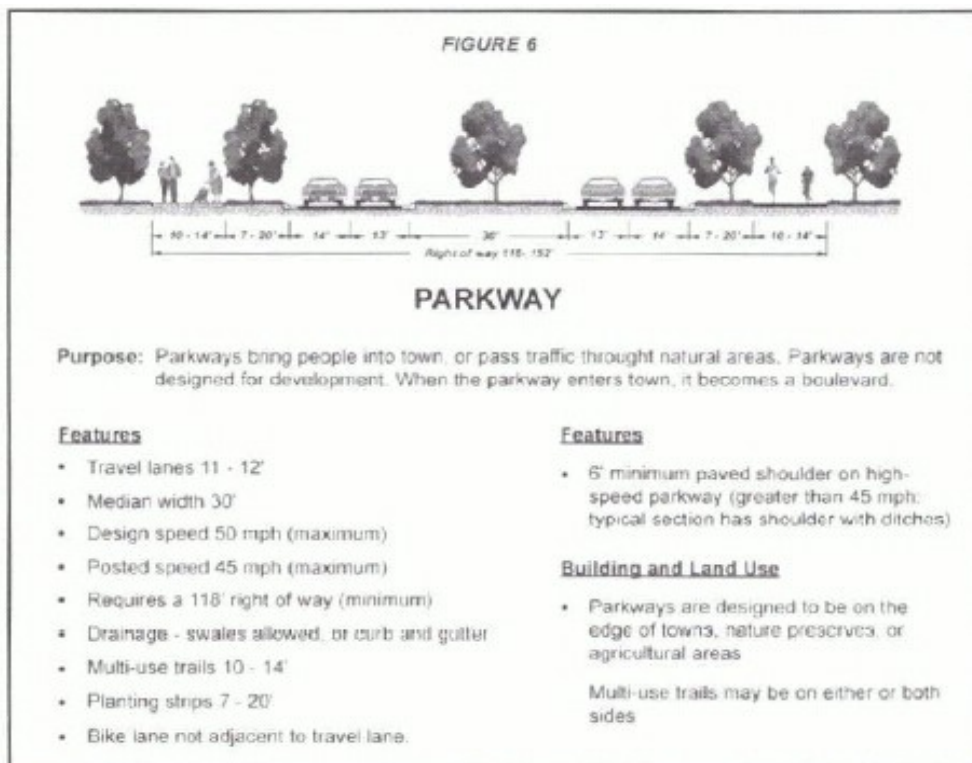 FIGURE 6
10 - 14' 7 - 20' 14' 13' 30' 13' 14' 7 - 20' 10 - 14'
Right of way 118-
PARKWAY
Purpose: Parkways bring people into town, or pass traffic throught natural areas. Parkways are not
designed for development. When the parkway enters town, it becomes a boulevard.
Features
• Travel lanes 11 - 12'
• Median width 30'
• Design speed 50 mph (maximum)
• Posted speed 45 mph (maximum)
• Requires a 118' right of way (minimum)
• Drainage - swales allowed, or curb and gutter
• Multi-use trails 10 - 14'
• Planting strips 7 - 20'
• Bike lane not adjacent to travel lane.
Features
• 6' minimum paved shoulder on high-
speed parkway (greater than 45 mph;
typical section has shoulder with ditches)
Building and Land Use
• Parkways are designed to be on the
edge of towns, nature preserves, or
agricultural areas
Multi-use trails may be on either or both
sides